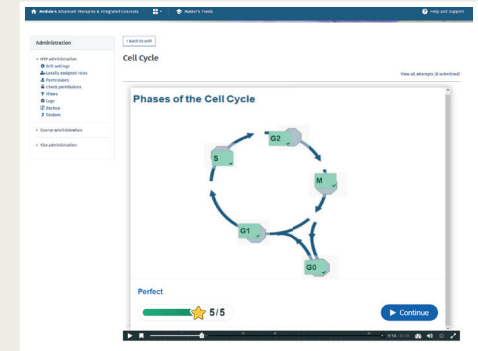 Module 4 Advanced Therapies & Integrated Concepts
Master's Theses
Help and Support
Administration
H5P administration
Edit settings
Locally assigned roles
Permissions
Check permissions
Filters
Logs
Backup
Restore
Course administration
Site administration
Back to unit
Cell Cycle
View all attempts (3 submitted)
Phases of the Cell Cycle
G2
S
M
G1
G0
Perfect
5/5
Continue